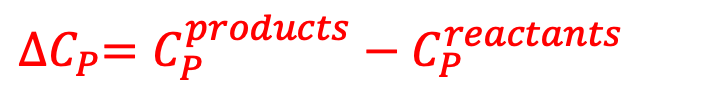 ΔC_P = C_P^{products} − C_P^{reactants}